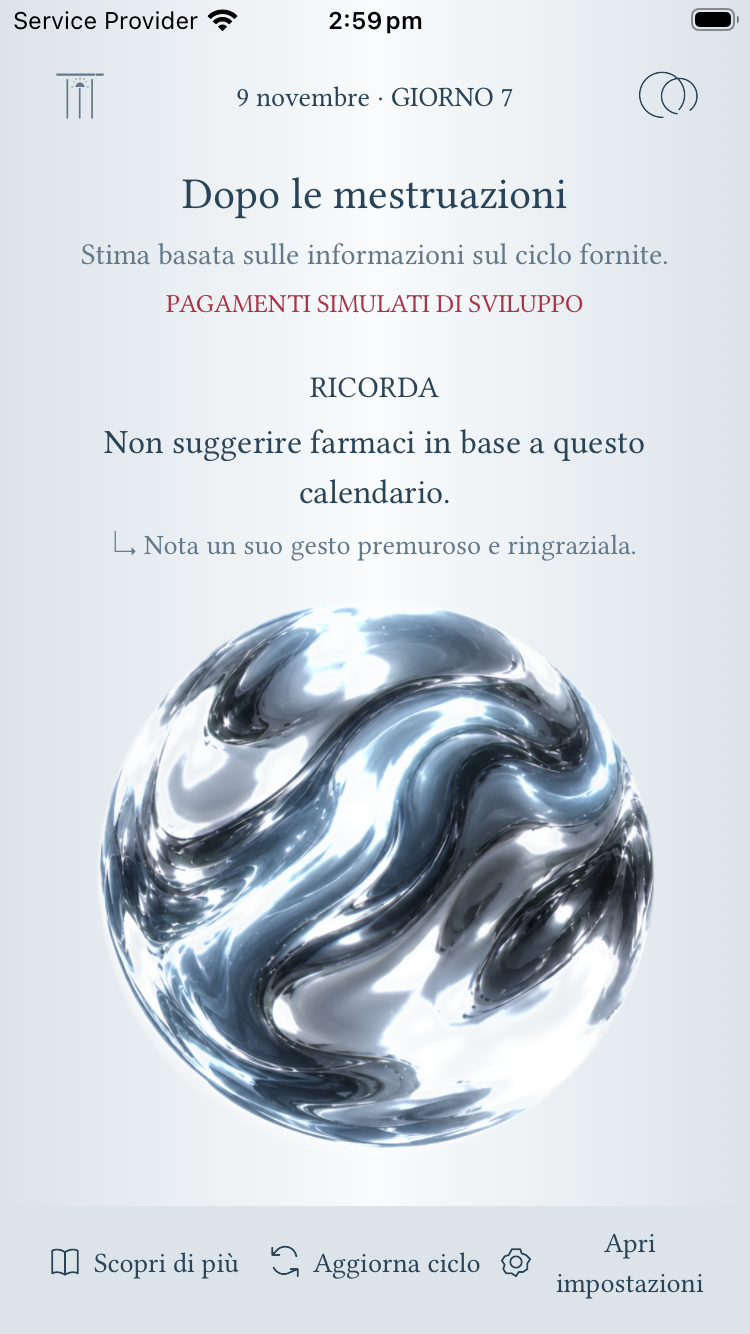 Service Provider 2:59 pm
9 novembre · GIORNO 7
Dopo le mestruazioni
Stima basata sulle informazioni sul ciclo fornite.
PAGAMENTI SIMULATI DI SVILUPPO
RICORDA
Non suggerire farmaci in base a questo
calendario.
Nota un suo gesto premuroso e ringraziala.
Scopri di più
Aggiorna ciclo
Apri
impostazioni